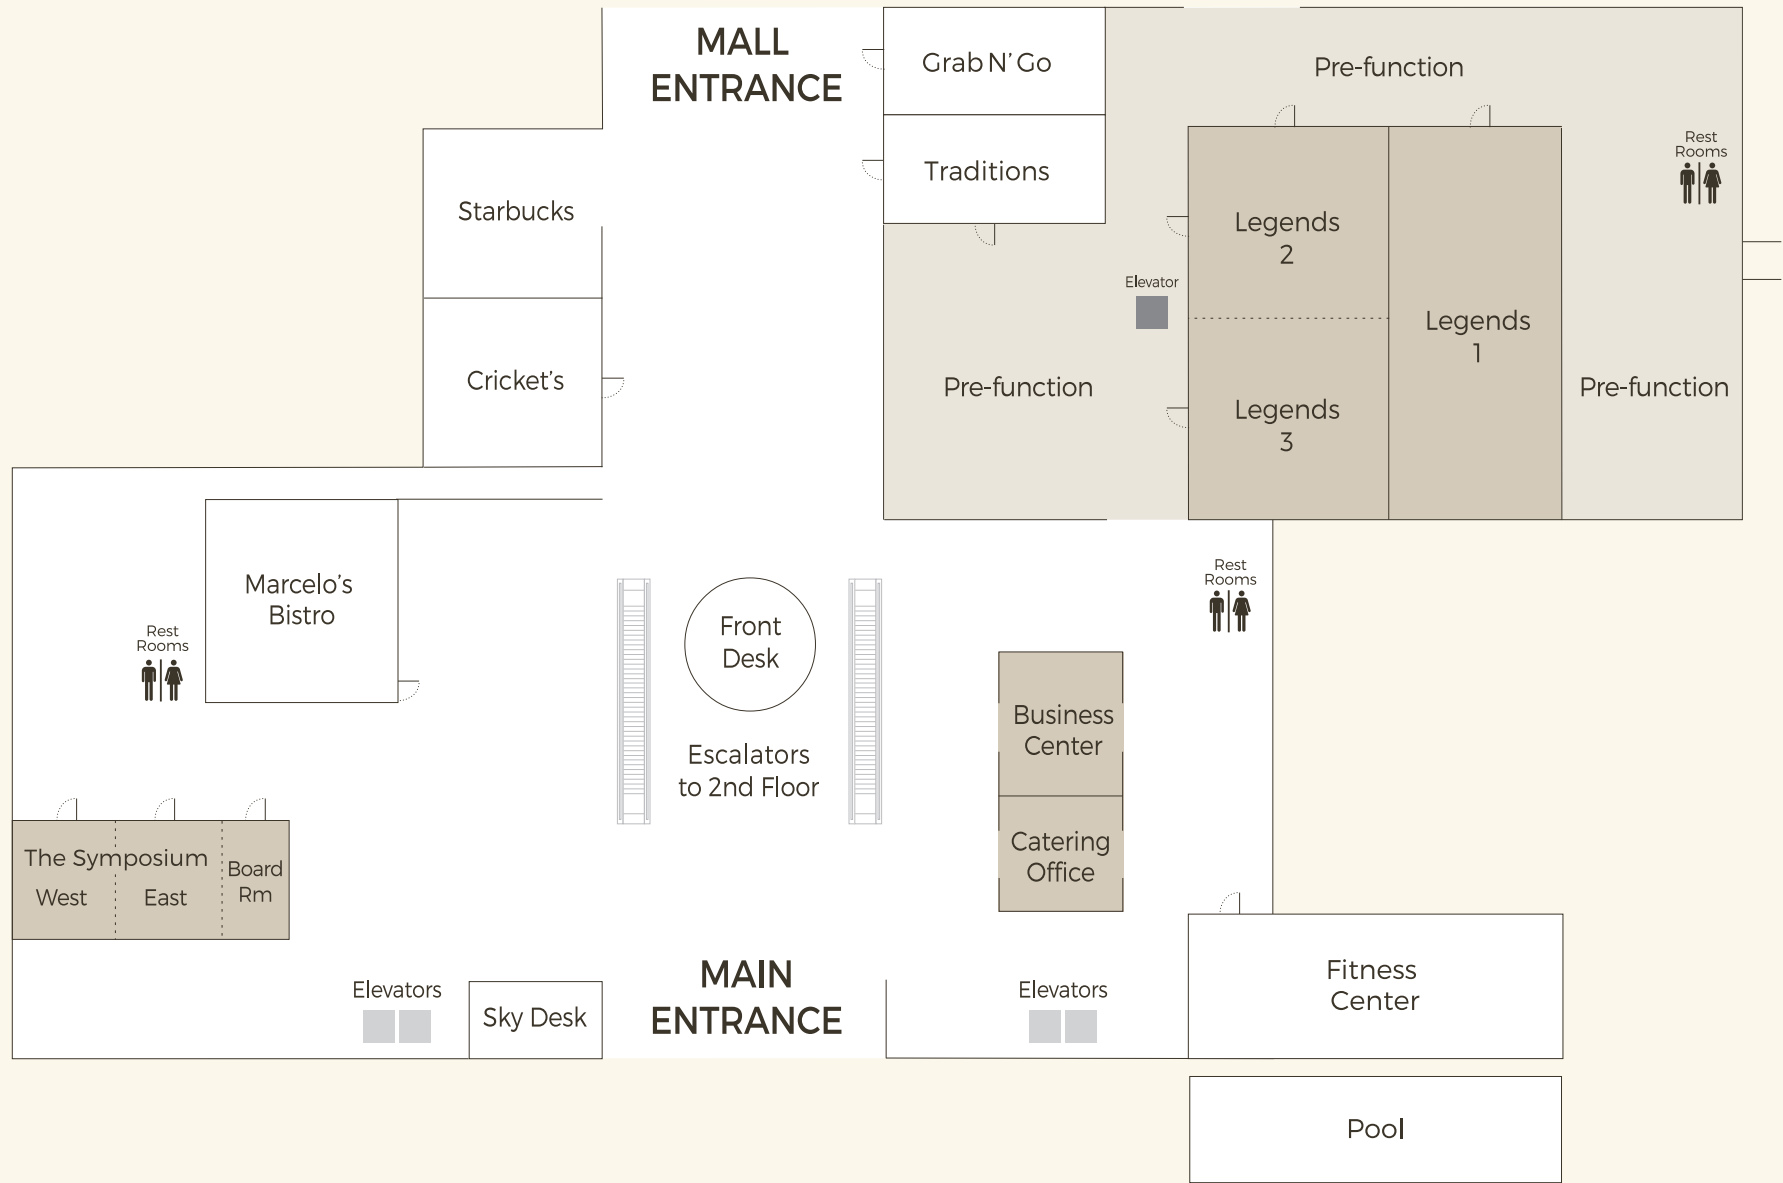 MALL
ENTRANCE
Grab N' Go
Pre-function
Traditions
Rest
Rooms
Starbucks
Legends
2
Elevator
Legends
1
Cricket's
Pre-function
Legends
3
Pre-function
Marcelo's
Bistro
Rest
Rooms
Front
Desk
Rest
Rooms
Business
Center
Escalators
to 2nd Floor
The Symposium
West
East
Board
Rm
Catering
Office
MAIN
ENTRANCE
Elevators
Sky Desk
Elevators
Fitness
Center
Pool